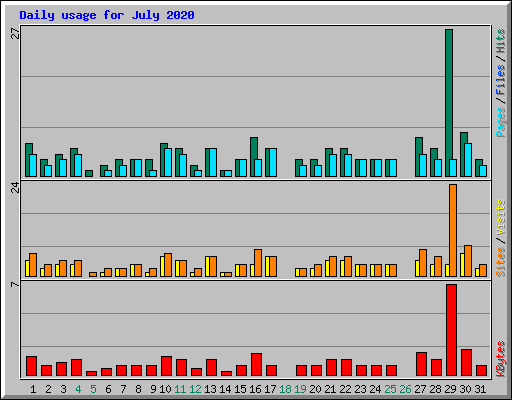 Daily usage for July 2020
27
Pages / Files / Hits
24
Sites / Visits
7
KBytes
1 2 3 4 5 6 7 8 9 10 11 12 13 14 15 16 17 18 19 20 21 22 23 24 25 26 27 28 29 30 31